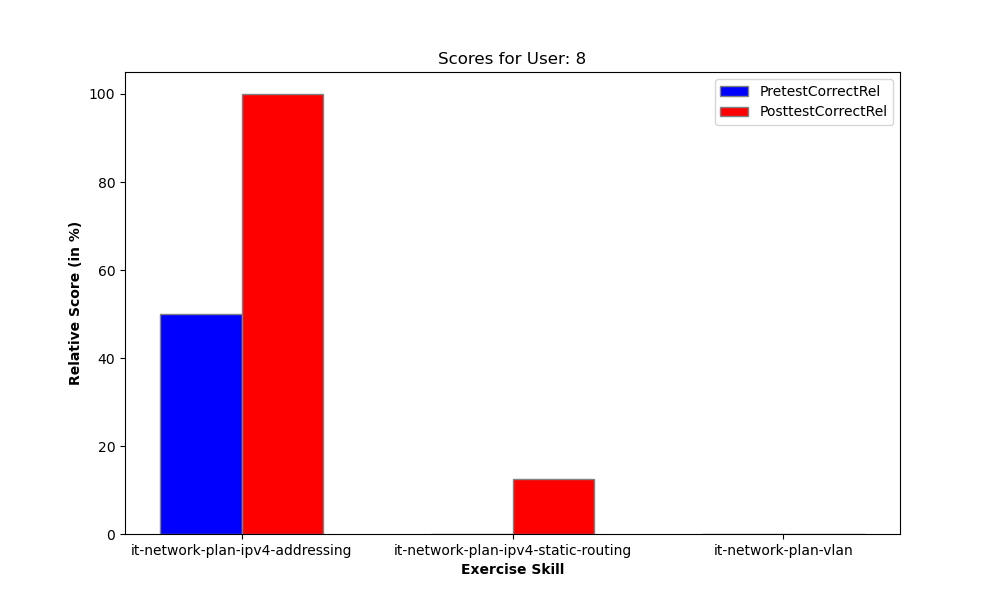 Scores for User: 8
PretestCorrectRel
PosttestCorrectRel
Relative Score (in %)
100
80
60
40
20
0
it-network-plan-ipv4-addressing
it-network-plan-ipv4-static-routing
it-network-plan-vlan
Exercise Skill